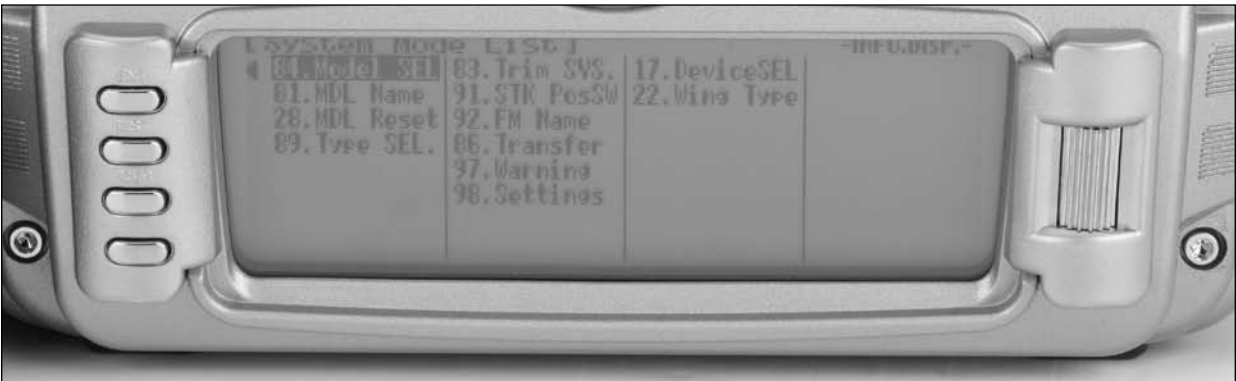 [System Mode List] -INFO.DISP.-
84.Model SEL 83.Trim SYS. 17.DeviceSEL
81.MDL Name 91.STK PosSW 22.Wing Type
28.MDL Reset 92.FM Name
89.Type SEL. 86.Transfer
97.Warning
98.Settings